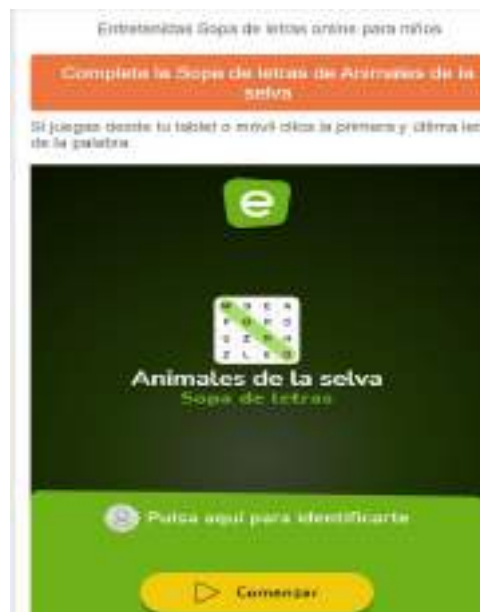 Entretenidas Sopa de letras online para niños
Completa la Sopa de letras de Animales de la
selva
Si juegas desde tu tablet o móvil clica la primera y última
de la palabra
e
Animales de la selva
Sopa de letras
Pulsa aquí para identificarte
Comenzar